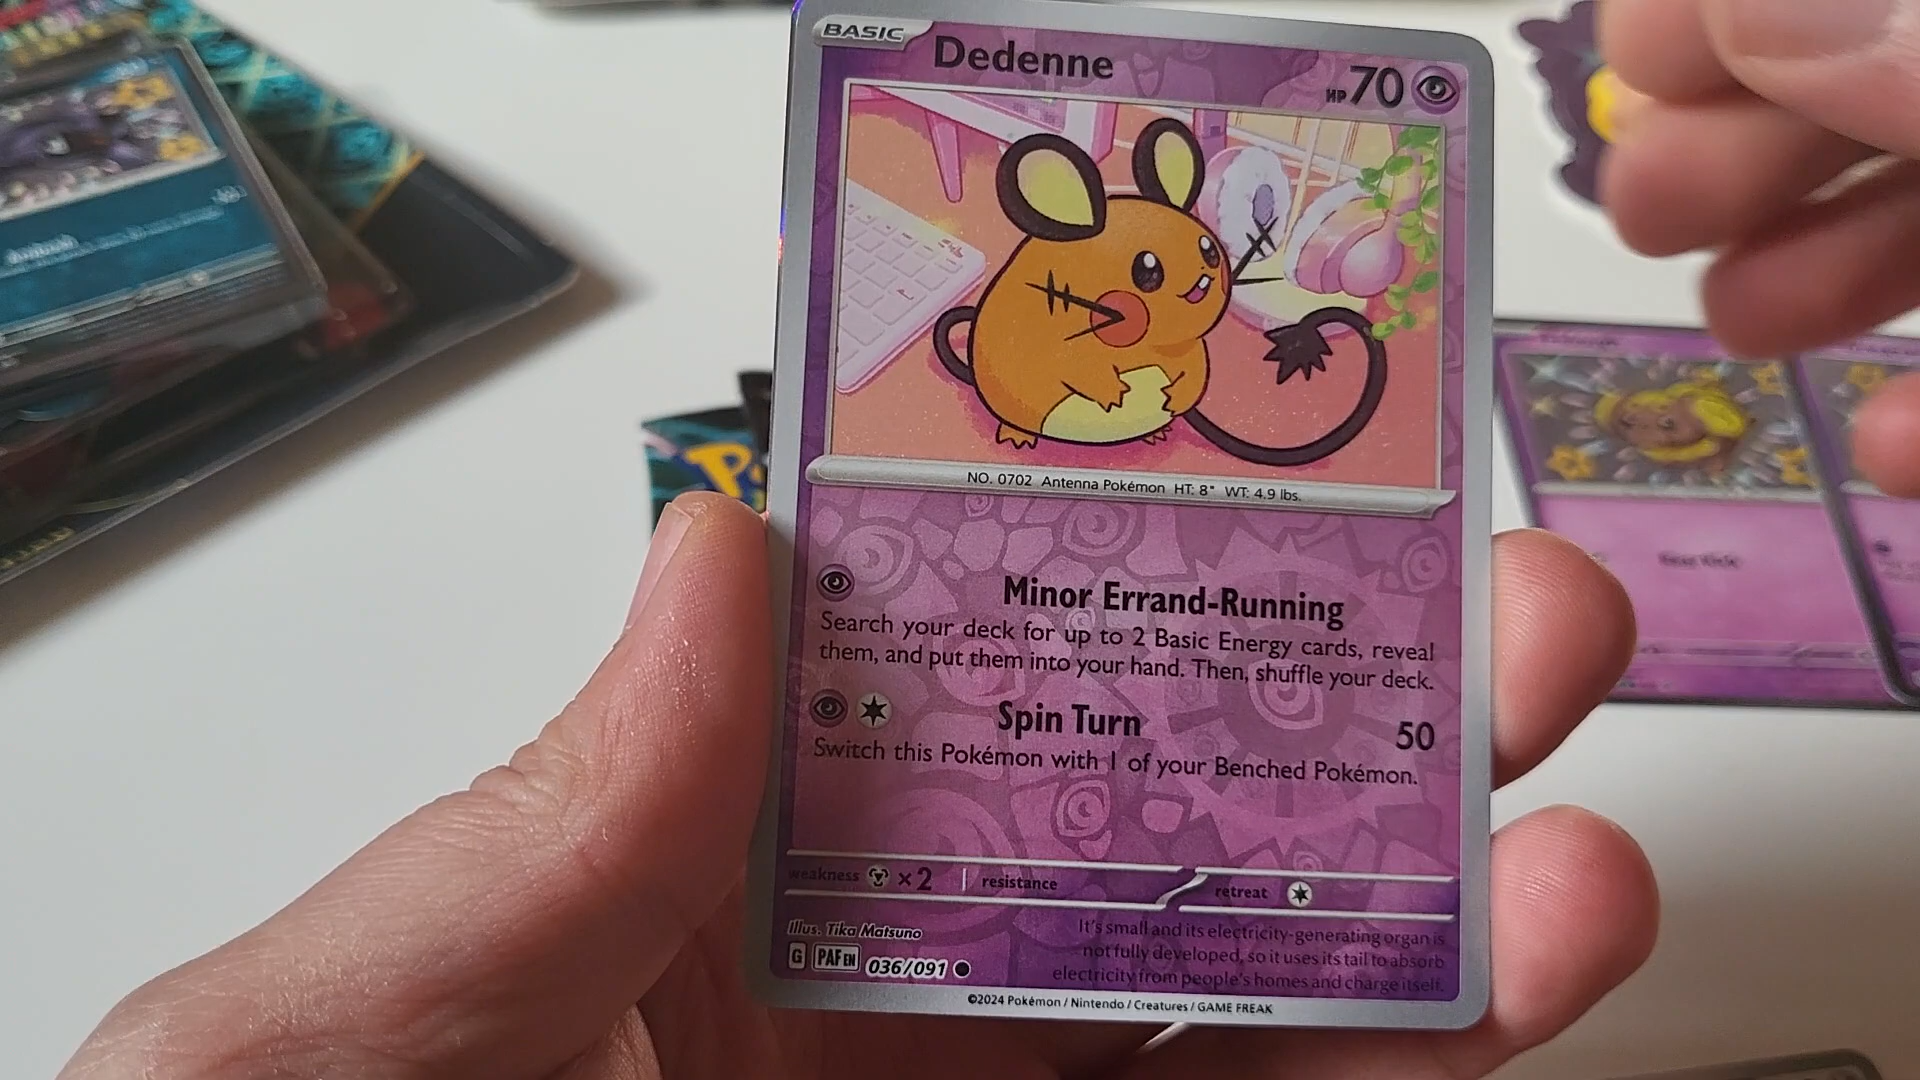 BASIC
Dedenne
HP 70
NO. 0702 Antenna Pokémon HT: 8" WT: 4.9 lbs.
Minor Errand-Running
Search your deck for up to 2 Basic Energy cards, reveal
them, and put them into your hand. Then, shuffle your deck.
Spin Turn 50
Switch this Pokémon with 1 of your Benched Pokémon.
weakness ×2 resistance retreat
Illus. Tika Matsuno
G PAF EN 036/091
It's small and its electricity-generating organ is
not fully developed, so it uses its tail to absorb
electricity from people's homes and charge itself.
©2024 Pokémon / Nintendo / Creatures / GAME FREAK